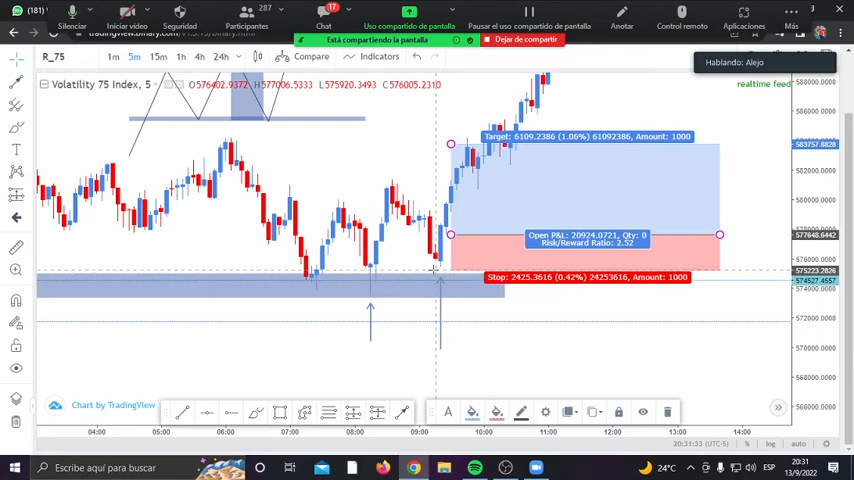 (181)
Silenciar
Iniciar video
Seguridad
287
Participantes
17
Chat
Uso compartido de pantalla
Pausar el uso compartido de pantalla
Anotar
Control remoto
Aplicaciones
Más
Está compartiendo la pantalla
Dejar de compartir
Hablando: Alejo
R_75
1m 5m 15m 1h 4h 24h
Compare
Indicators
Volatility 75 Index, 5
O576402.9372 H577006.5333 L575920.3493 C576005.2310
realtime feed
588000.0000
586000.0000
583757.8828
582000.0000
580000.0000
577648.6442
576000.0000
575223.2826
574527.4557
574000.0000
572000.0000
570000.0000
568000.0000
566000.0000
Target: 6109.2386 (1.06%) 61092386, Amount: 1000
Open P&L: 20924.0721, Qty: 0
Risk/Reward Ratio: 2.52
Stop: 2425.3616 (0.42%) 24253616, Amount: 1000
Chart by TradingView
04:00 05:00 06:00 07:00 08:00 09:00 10:00 11:00 12:00 13:00 14:00
20:31:33 (UTC-5) % log auto
Escribe aquí para buscar
24°C
ESP
20:31
13/9/2022